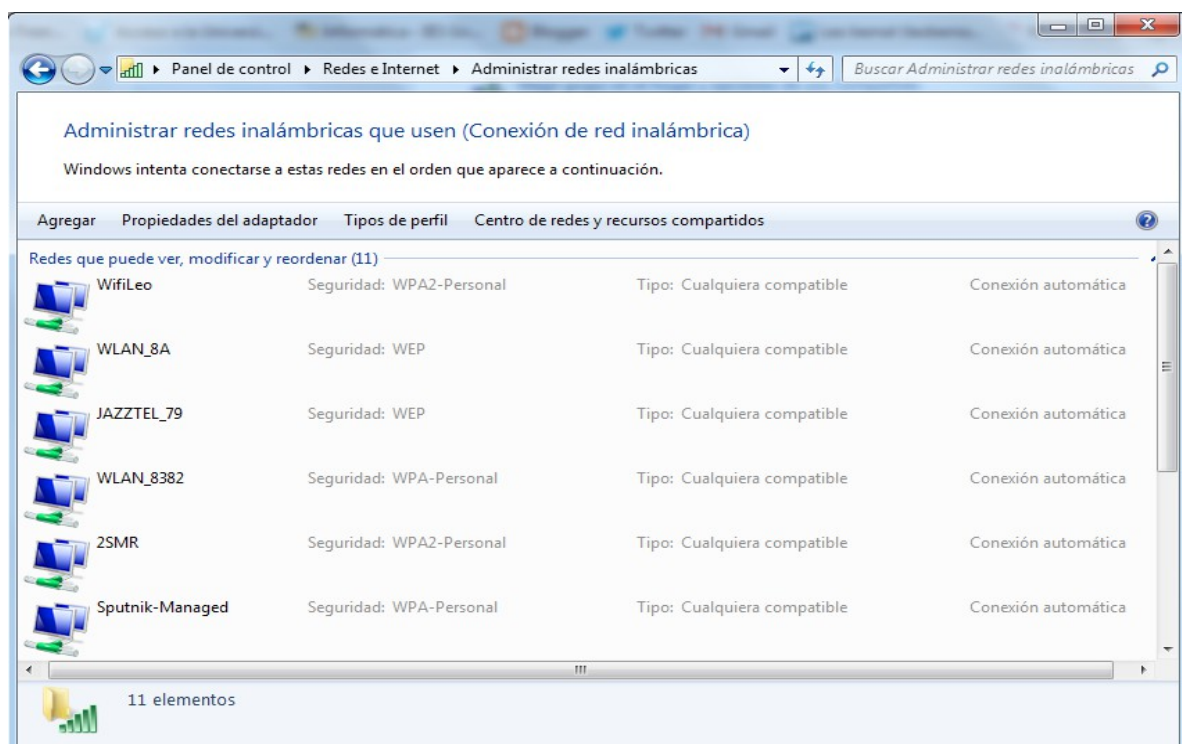 Blogger Twitter Gmail
Panel de control Redes e Internet Administrar redes inalámbricas Buscar Administrar redes inalámbricas
Administrar redes inalámbricas que usen (Conexión de red inalámbrica)
Windows intenta conectarse a estas redes en el orden que aparece a continuación.
Agregar Propiedades del adaptador Tipos de perfil Centro de redes y recursos compartidos
Redes que puede ver, modificar y reordenar (11)
WifiLeo Seguridad: WPA2-Personal Tipo: Cualquiera compatible Conexión automática
WLAN_8A Seguridad: WEP Tipo: Cualquiera compatible Conexión automática
JAZZTEL_79 Seguridad: WEP Tipo: Cualquiera compatible Conexión automática
WLAN_8382 Seguridad: WPA-Personal Tipo: Cualquiera compatible Conexión automática
2SMR Seguridad: WPA2-Personal Tipo: Cualquiera compatible Conexión automática
Sputnik-Managed Seguridad: WPA-Personal Tipo: Cualquiera compatible Conexión automática
11 elementos